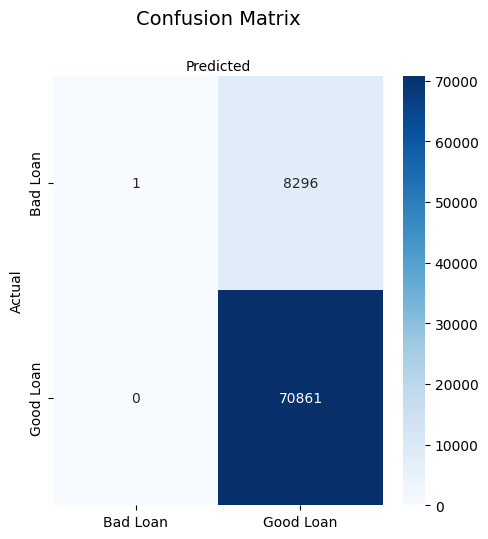 Confusion Matrix
Predicted
Actual
Bad Loan
1
8296
Good Loan
0
70861
Bad Loan
Good Loan
70000
60000
50000
40000
30000
20000
10000
0